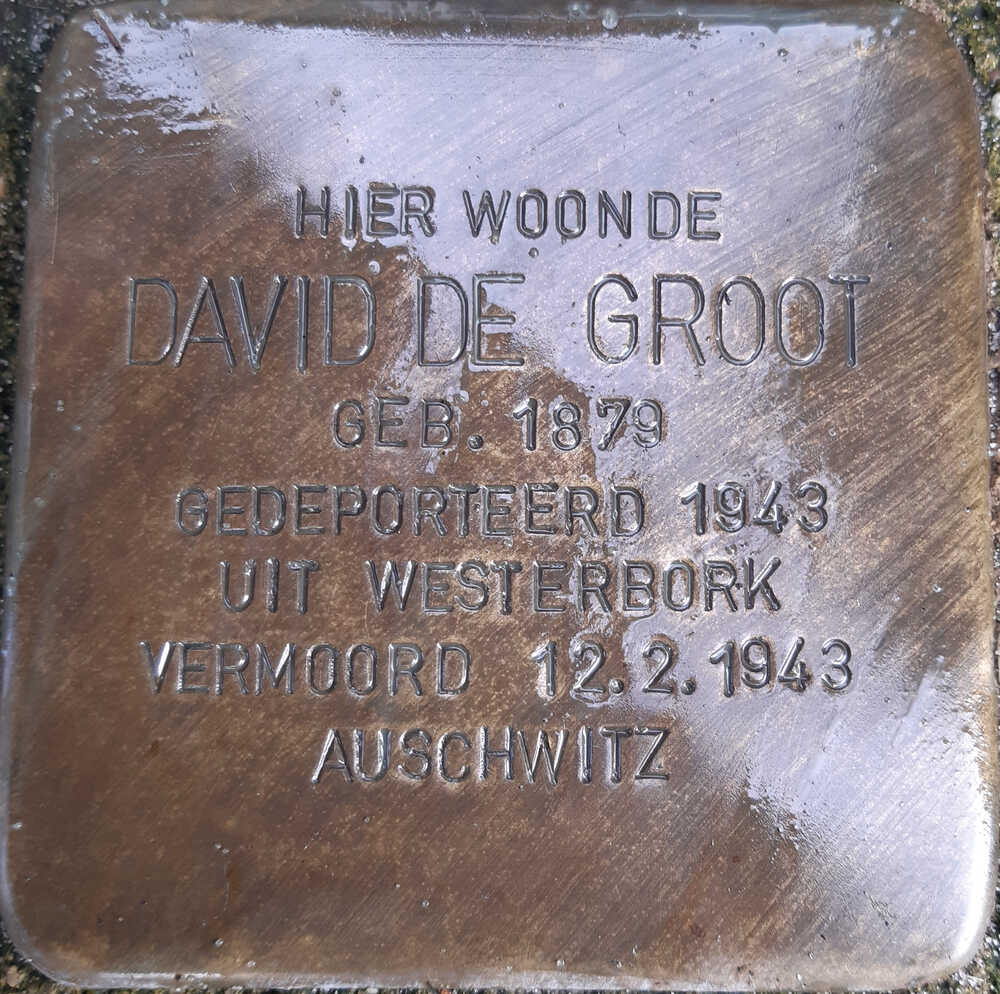 HIER WOONDE
DAVID DE GROOT
GEB. 1879
GEDEPORTEERD 1943
UIT WESTERBORK
VERMOORD 12.2.1943
AUSCHWITZ